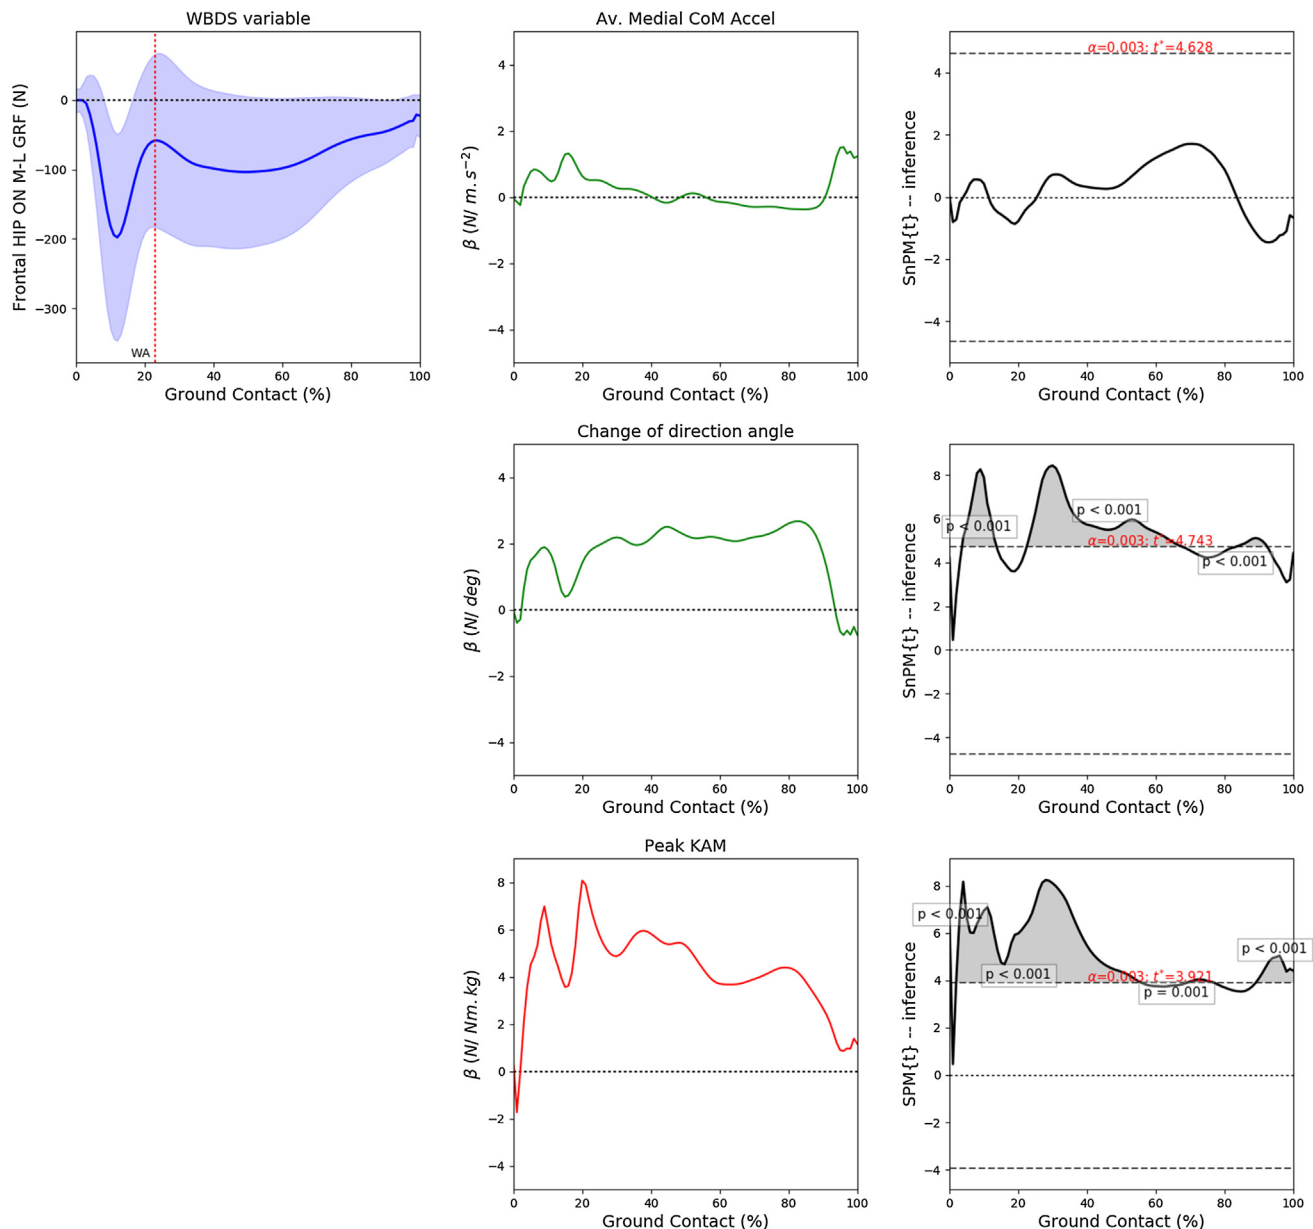 WBDS variable
Frontal HIP ON M-L GRF (N)
0
−100
−200
−300
WA
0 20 40 60 80 100
Ground Contact (%)
Av. Medial CoM Accel
β (N/ m. s⁻²)
4
2
0
−2
−4
0 20 40 60 80 100
Ground Contact (%)
SnPM{t} -- inference
4
2
0
−2
−4
α=0.003; t*=4.628
0 20 40 60 80 100
Ground Contact (%)
Change of direction angle
β (N/ deg)
4
2
0
−2
−4
0 20 40 60 80 100
Ground Contact (%)
SnPM{t} -- inference
8
6
4
2
0
−2
−4
p < 0.001
p < 0.001
α=0.003; t*=4.743
p < 0.001
0 20 40 60 80 100
Ground Contact (%)
Peak KAM
β (N/ Nm. kg)
8
6
4
2
0
−2
−4
0 20 40 60 80 100
Ground Contact (%)
SPM{t} -- inference
8
6
4
2
0
−2
−4
p < 0.001
p < 0.001
p < 0.001
α=0.003; t*=3.921
p = 0.001
0 20 40 60 80 100
Ground Contact (%)